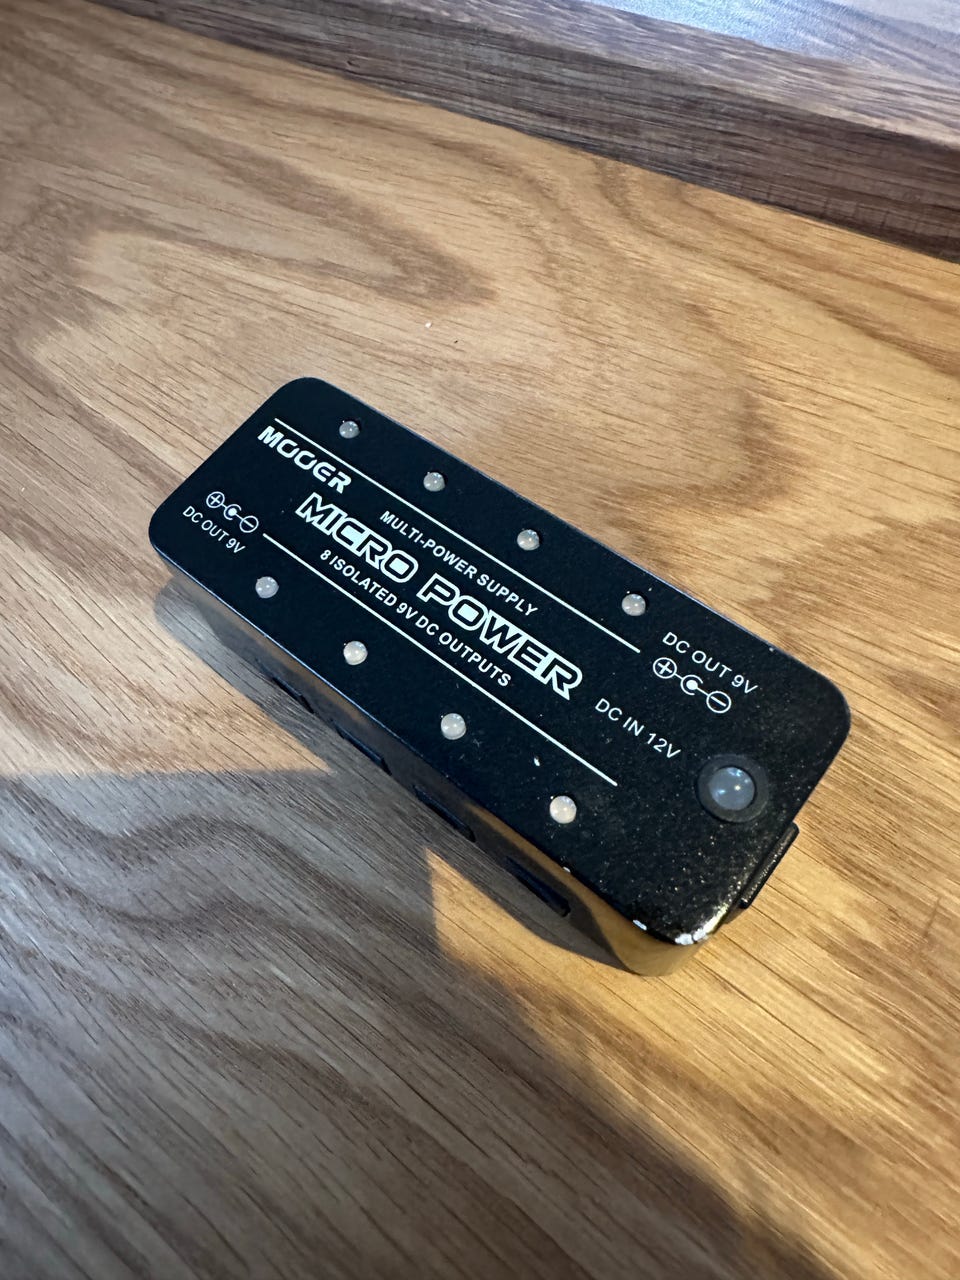 MOOER
MULTI-POWER SUPPLY
MICRO POWER
8 ISOLATED 9V DC OUTPUTS
DC OUT 9V
DC OUT 9V
DC IN 12V